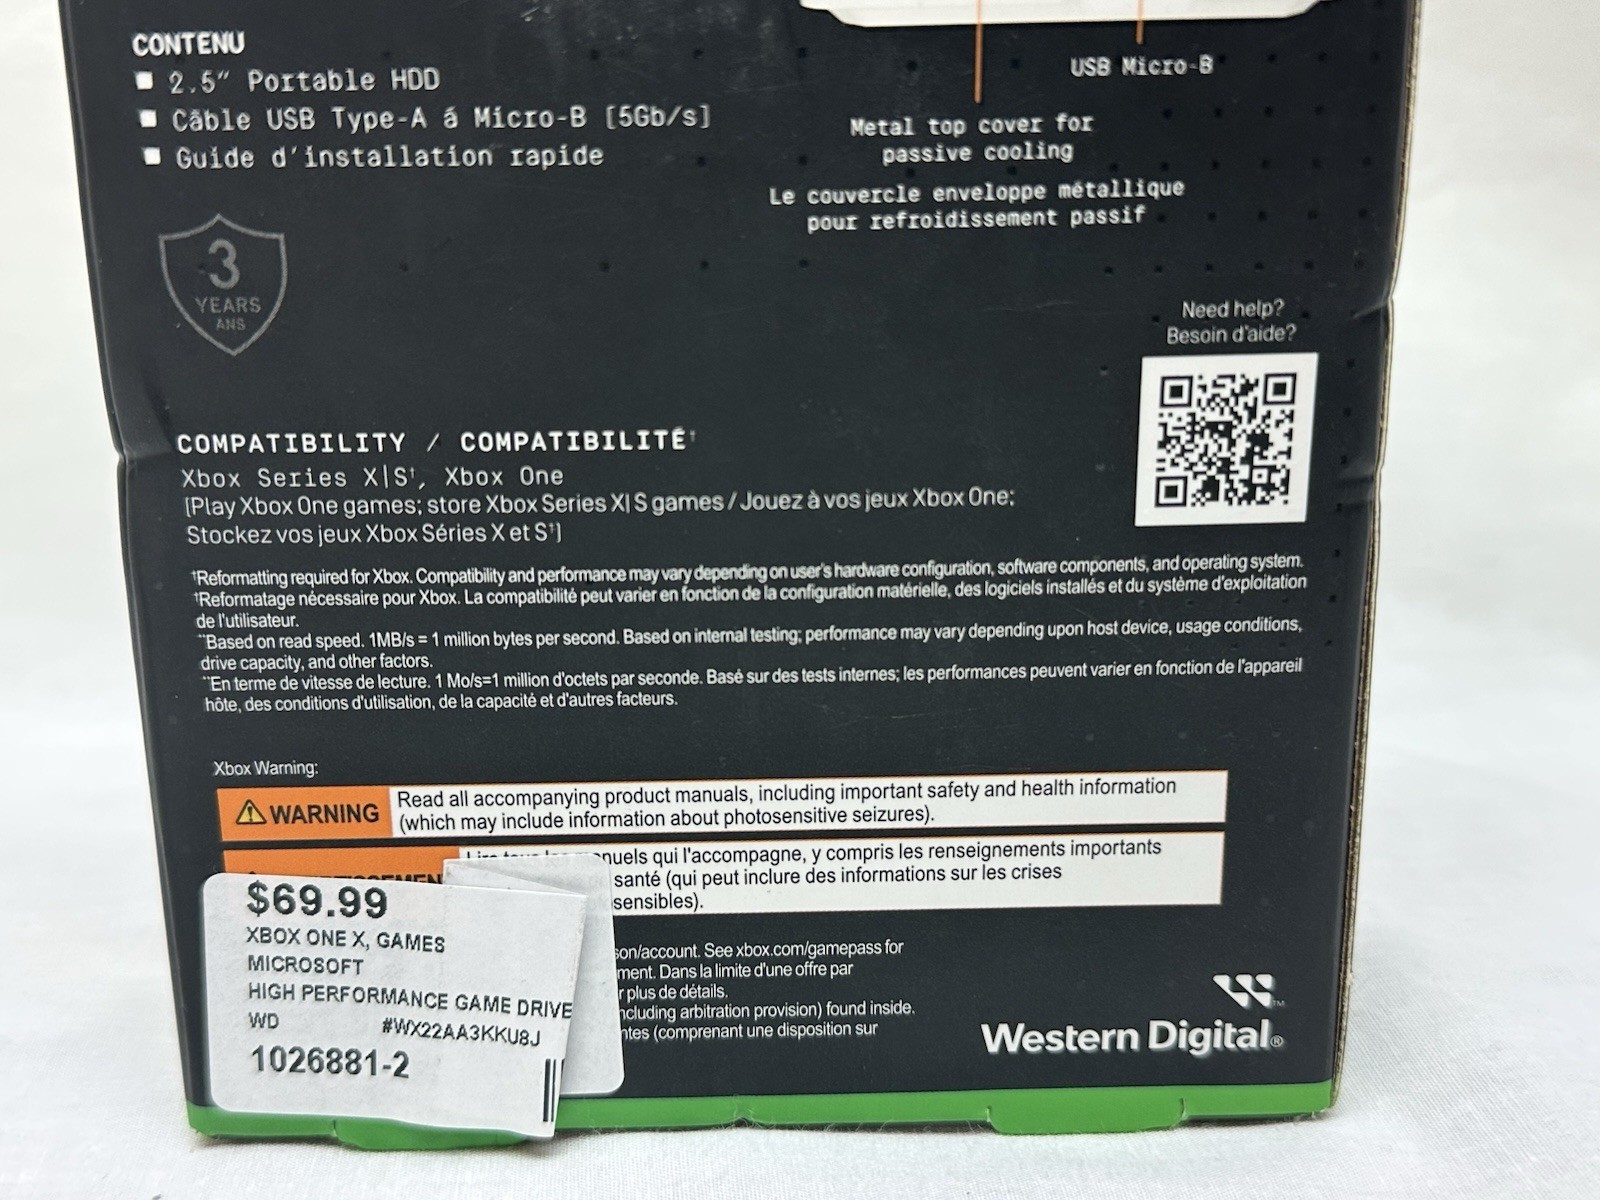 CONTENU
2.5" Portable HDD
Câble USB Type-A á Micro-B [5Gb/s]
Guide d'installation rapide
USB Micro-B
Metal top cover for
passive cooling
Le couvercle enveloppe métallique
pour refroidissement passif
3
YEARS
ANS
Need help?
Besoin d'aide?
COMPATIBILITY / COMPATIBILITÉ†
Xbox Series X|S†, Xbox One
[Play Xbox One games; store Xbox Series X|S games / Jouez à vos jeux Xbox One;
Stockez vos jeux Xbox Séries X et S†]
†Reformatting required for Xbox. Compatibility and performance may vary depending on user's hardware configuration, software components, and operating system.
†Reformatage nécessaire pour Xbox. La compatibilité peut varier en fonction de la configuration matérielle, des logiciels installés et du système d'exploitation
de l'utilisateur.
**Based on read speed. 1MB/s = 1 million bytes per second. Based on internal testing; performance may vary depending upon host device, usage conditions,
drive capacity, and other factors.
**En terme de vitesse de lecture. 1 Mo/s=1 million d'octets par seconde. Basé sur des tests internes; les performances peuvent varier en fonction de l'appareil
hôte, des conditions d'utilisation, de la capacité et d'autres facteurs.
Xbox Warning:
WARNING
Read all accompanying product manuals, including important safety and health information
(which may include information about photosensitive seizures).
nuels qui l'accompagne, y compris les renseignements importants
santé (qui peut inclure des informations sur les crises
sensibles).
son/account. See xbox.com/gamepass for
ment. Dans la limite d'une offre par
r plus de détails.
ncluding arbitration provision) found inside.
ntes (comprenant une disposition sur
$69.99
XBOX ONE X, GAMES
MICROSOFT
HIGH PERFORMANCE GAME DRIVE
WD #WX22AA3KKU8J
1026881-2
Western Digital®